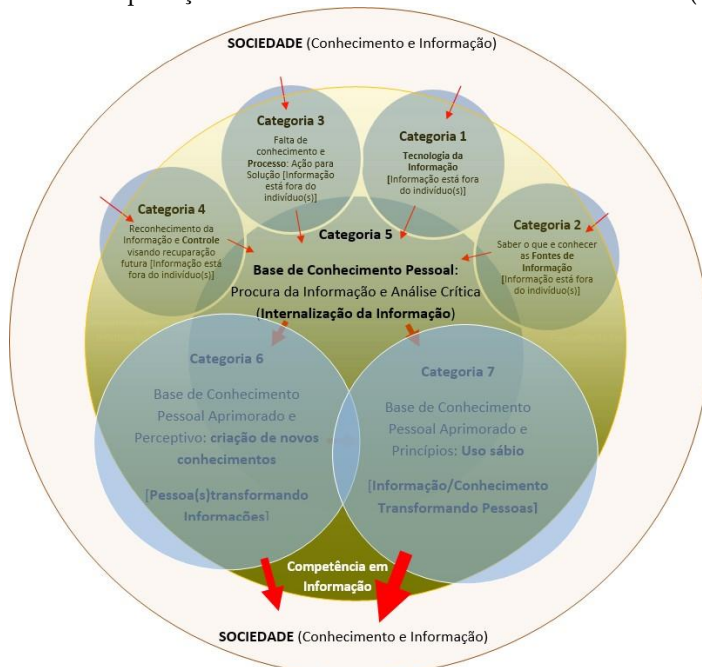 SOCIEDADE (Conhecimento e Informação)
Categoria 3
Falta de
conhecimento e
Processo: Ação para
Solução [Informação
está fora do
indivíduo(s)]
Categoria 1
Tecnologia da
Informação
[Informação está fora
do indivíduo(s)]
Categoria 4
Reconhecimento da
Informação e Controle
visando recuparação
futura [Informação está
fora do indivíduo(s)]
Categoria 2
Saber o que e conhecer
as Fontes de
Informação
[Informação está fora
do indivíduo(s)]
Categoria 5
Base de Conhecimento Pessoal:
Procura da Informação e Análise Crítica
(Internalização da Informação)
Categoria 6
Base de Conhecimento
Pessoal Aprimorado e
Perceptivo: criação de novos
conhecimentos
[Pessoa(s)transformando
Informações]
Categoria 7
Base de Conhecimento
Pessoal Aprimorado e
Princípios: Uso sábio
[Informação/Conhecimento
Transformando Pessoas]
Competência em
Informação
SOCIEDADE (Conhecimento e Informação)